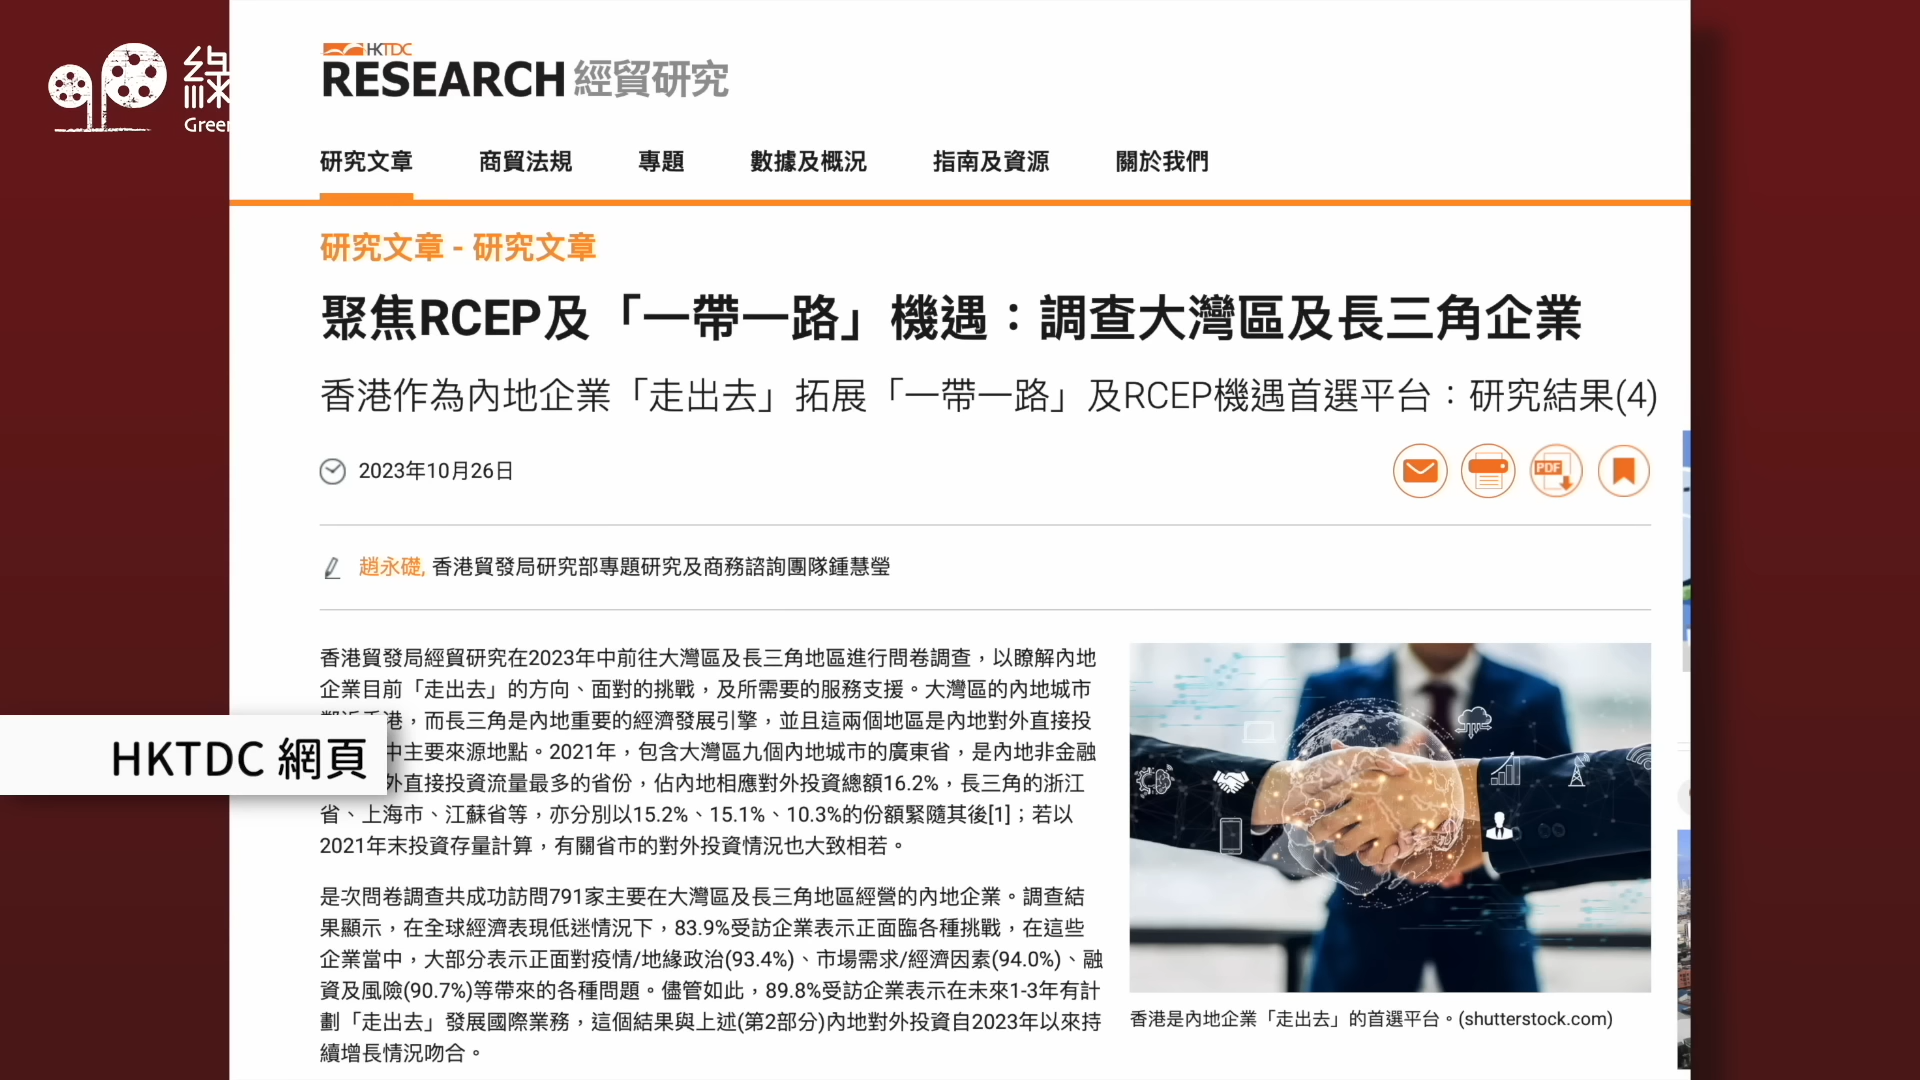 綠
Green
HKTDC
RESEARCH 經貿研究
研究文章
商貿法規
專題
數據及概況
指南及資源
關於我們
研究文章 - 研究文章
聚焦RCEP及「一帶一路」機遇：調查大灣區及長三角企業
香港作為內地企業「走出去」拓展「一帶一路」及RCEP機遇首選平台：研究結果(4)
2023年10月26日
PDF
趙永礎, 香港貿發局研究部專題研究及商務諮詢團隊鍾慧瑩
香港貿發局經貿研究在2023年中前往大灣區及長三角地區進行問卷調查，以瞭解內地
企業目前「走出去」的方向、面對的挑戰，及所需要的服務支援。大灣區的內地城市
鄰近香港，而長三角是內地重要的經濟發展引擎，並且這兩個地區是內地對外直接投
中主要來源地點。2021年，包含大灣區九個內地城市的廣東省，是內地非金融
外直接投資流量最多的省份，佔內地相應對外投資總額16.2%，長三角的浙江
省、上海市、江蘇省等，亦分別以15.2%、15.1%、10.3%的份額緊隨其後[1]；若以
2021年末投資存量計算，有關省市的對外投資情況也大致相若。
是次問卷調查共成功訪問791家主要在大灣區及長三角地區經營的內地企業。調查結
果顯示，在全球經濟表現低迷情況下，83.9%受訪企業表示正面臨各種挑戰，在這些
企業當中，大部分表示正面對疫情/地緣政治(93.4%)、市場需求/經濟因素(94.0%)、融
資及風險(90.7%)等帶來的各種問題。儘管如此，89.8%受訪企業表示在未來1-3年有計
劃「走出去」發展國際業務，這個結果與上述(第2部分)內地對外投資自2023年以來持
續增長情況吻合。
香港是內地企業「走出去」的首選平台。(shutterstock.com)
HKTDC 網頁